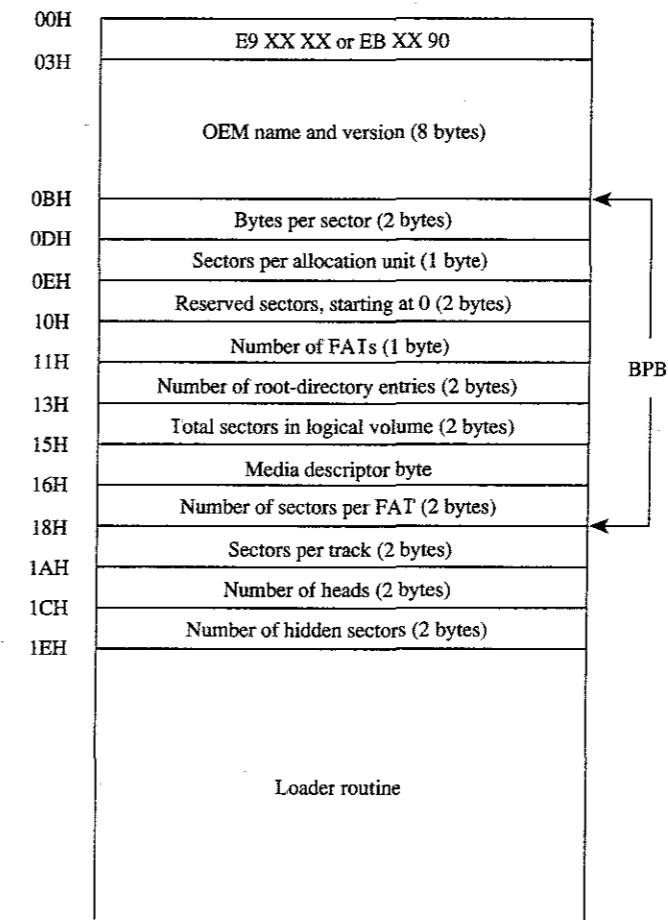 00H
E9 XX XX or EB XX 90
03H
OEM name and version (8 bytes)
0BH
Bytes per sector (2 bytes)
0DH
Sectors per allocation unit (1 byte)
0EH
Reserved sectors, starting at 0 (2 bytes)
10H
Number of FATs (1 byte)
11H
BPB
Number of root-directory entries (2 bytes)
13H
Total sectors in logical volume (2 bytes)
15H
Media descriptor byte
16H
Number of sectors per FAT (2 bytes)
18H
Sectors per track (2 bytes)
1AH
Number of heads (2 bytes)
1CH
Number of hidden sectors (2 bytes)
1EH
Loader routine